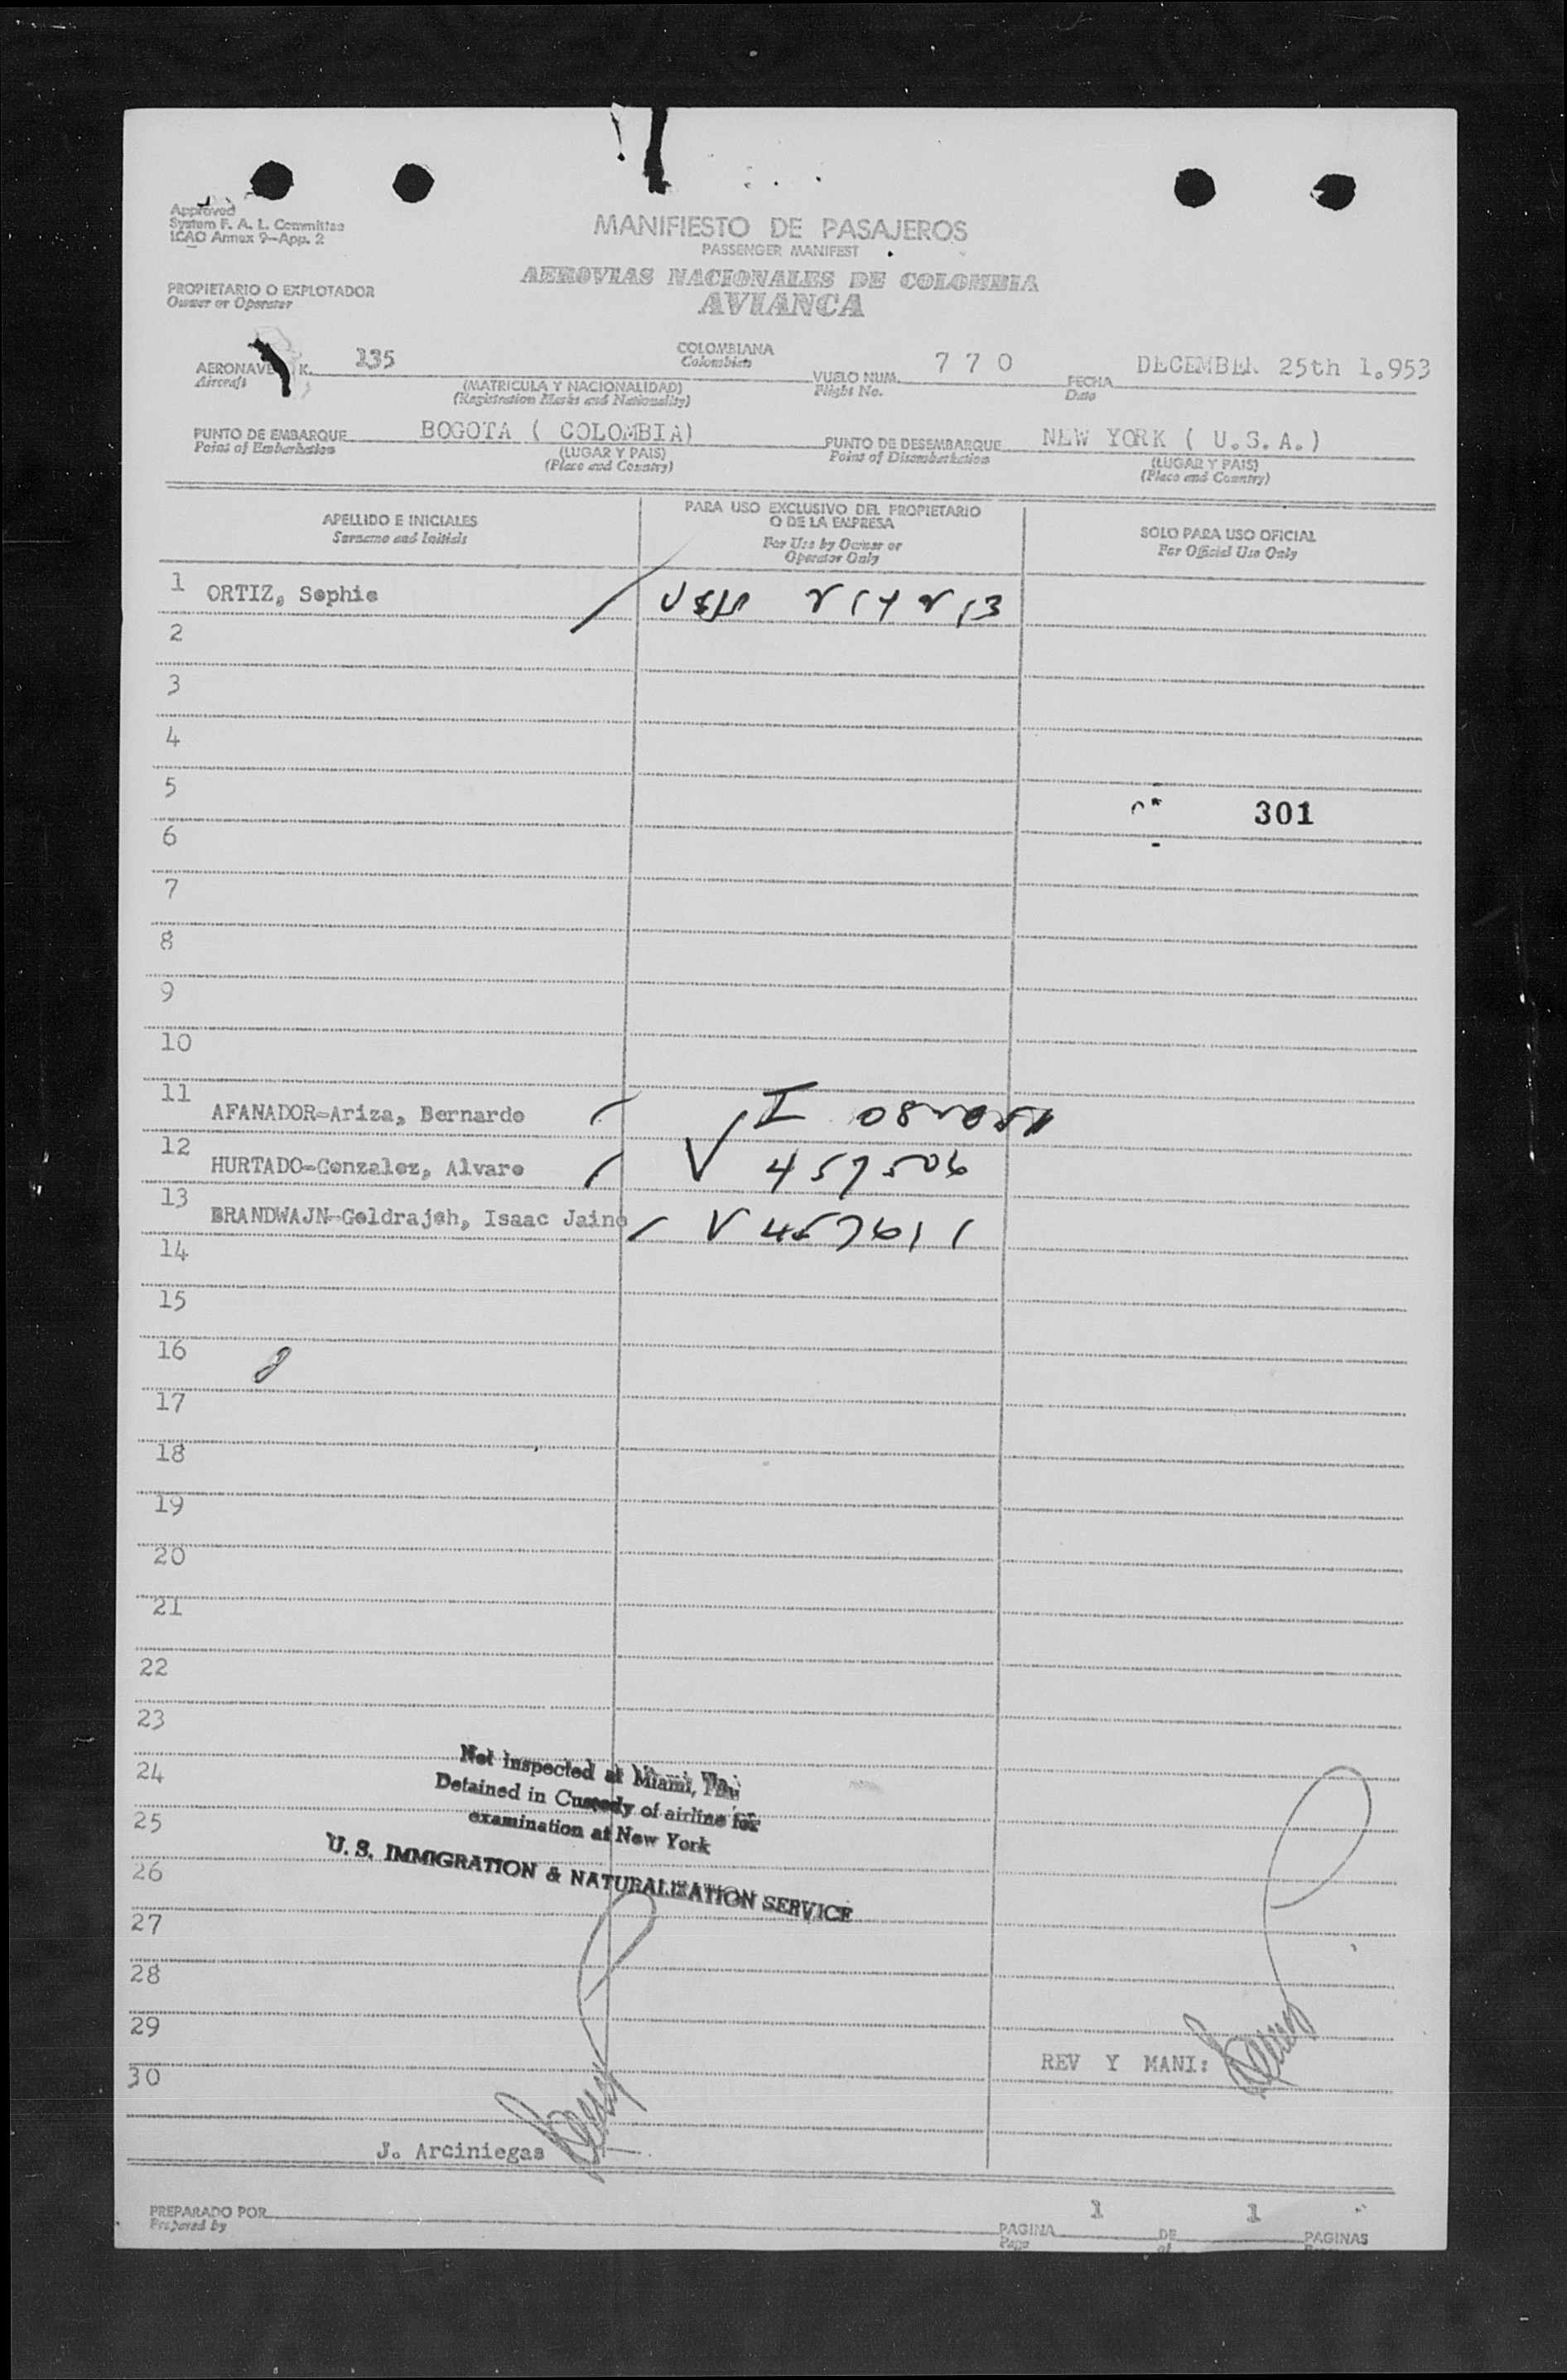 Approved
System F. A. L. Committee
ICAO Annex 9-App. 2
MANIFIESTO DE PASAJEROS
PASSENGER MANIFEST
AEROVIAS NACIONALES DE COLOMBIA
AVIANCA
PROPIETARIO O EXPLOTADOR
Owner or Operator
AERONAVE K. 135 COLOMBIANA VUELO NUM. 7 7 0 FECHA DECEMBER 25th 1.953
Aircraft (MATRICULA Y NACIONALIDAD) Colombian Flight No. Date
(Registration Marks and Nationality)
PUNTO DE EMBARQUE BOGOTA ( COLOMBIA) PUNTO DE DESEMBARQUE NEW YORK ( U.S.A.)
Point of Embarkation (LUGAR Y PAIS) Point of Disembarkation (LUGAR Y PAIS)
(Place and Country) (Place and Country)
APELLIDO E INICIALES PARA USO EXCLUSIVO DEL PROPIETARIO O DE LA EMPRESA SOLO PARA USO OFICIAL
Surname and Initials For Use by Owner or Operator Only For Official Use Only
1 ORTIZ, Sophie
2
3
4
5
301
6
7
8
9
10
11 AFANADOR-Ariza, Bernardo
12 HURTADO-Gonzalez, Alvaro
13 BRANDWAJN-Goldrajch, Isaac Jaine
14
15
16
17
18
19
20
21
22
23
24
25
26
27
28
29
30
Not inspected at Miami, Fla.
Detained in Custody of airline for
examination at New York
U. S. IMMIGRATION & NATURALIZATION SERVICE
REV Y MANI:
J. Arciniegas
PREPARADO POR PAGINA 1 DE 1 PAGINAS
Prepared by Page of